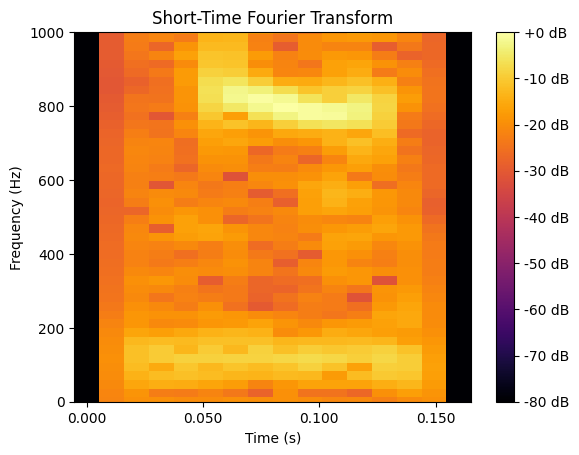 Short-Time Fourier Transform
1000
800
600
400
200
0
Frequency (Hz)
0.000
0.050
0.100
0.150
Time (s)
+0 dB
-10 dB
-20 dB
-30 dB
-40 dB
-50 dB
-60 dB
-70 dB
-80 dB